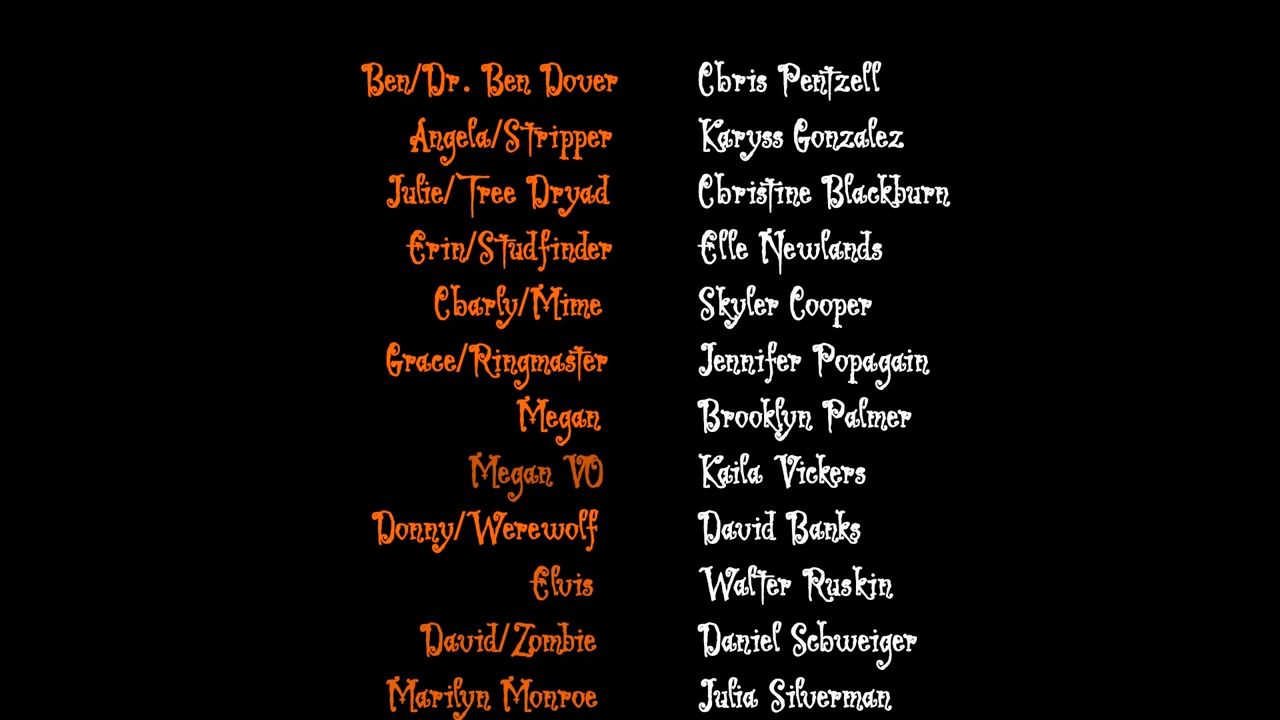 Ben/Dr. Ben Dover Chris Pentzell
Angela/Stripper Karyss Gonzalez
Julie/Tree Dryad Christine Blackburn
Erin/Studfinder Elle Newlands
Charly/Mime Skyler Cooper
Grace/Ringmaster Jennifer Popagain
Megan Brooklyn Palmer
Megan VO Kaila Vickers
Donny/Werewolf David Banks
Elvis Walter Ruskin
David/Zombie Daniel Schweiger
Marilyn Monroe Julia Silverman